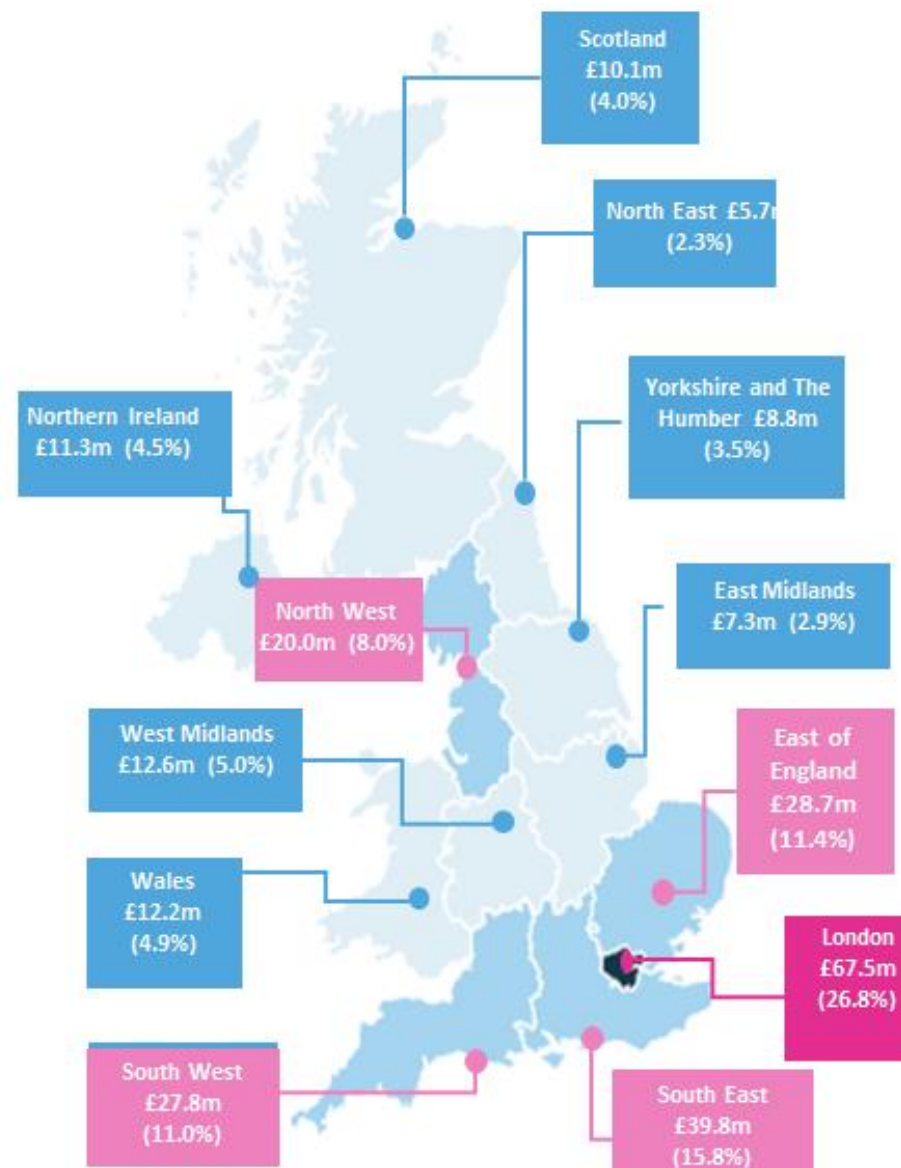 Scotland
£10.1m
(4.0%)
North East £5.7
(2.3%)
Yorkshire and The
Humber £8.8m
(3.5%)
Northern Ireland
£11.3m (4.5%)
East Midlands
£7.3m (2.9%)
North West
£20.0m (8.0%)
West Midlands
£12.6m (5.0%)
East of
England
£28.7m
(11.4%)
Wales
£12.2m
(4.9%)
London
£67.5m
(26.8%)
South West
£27.8m
(11.0%)
South East
£39.8m
(15.8%)